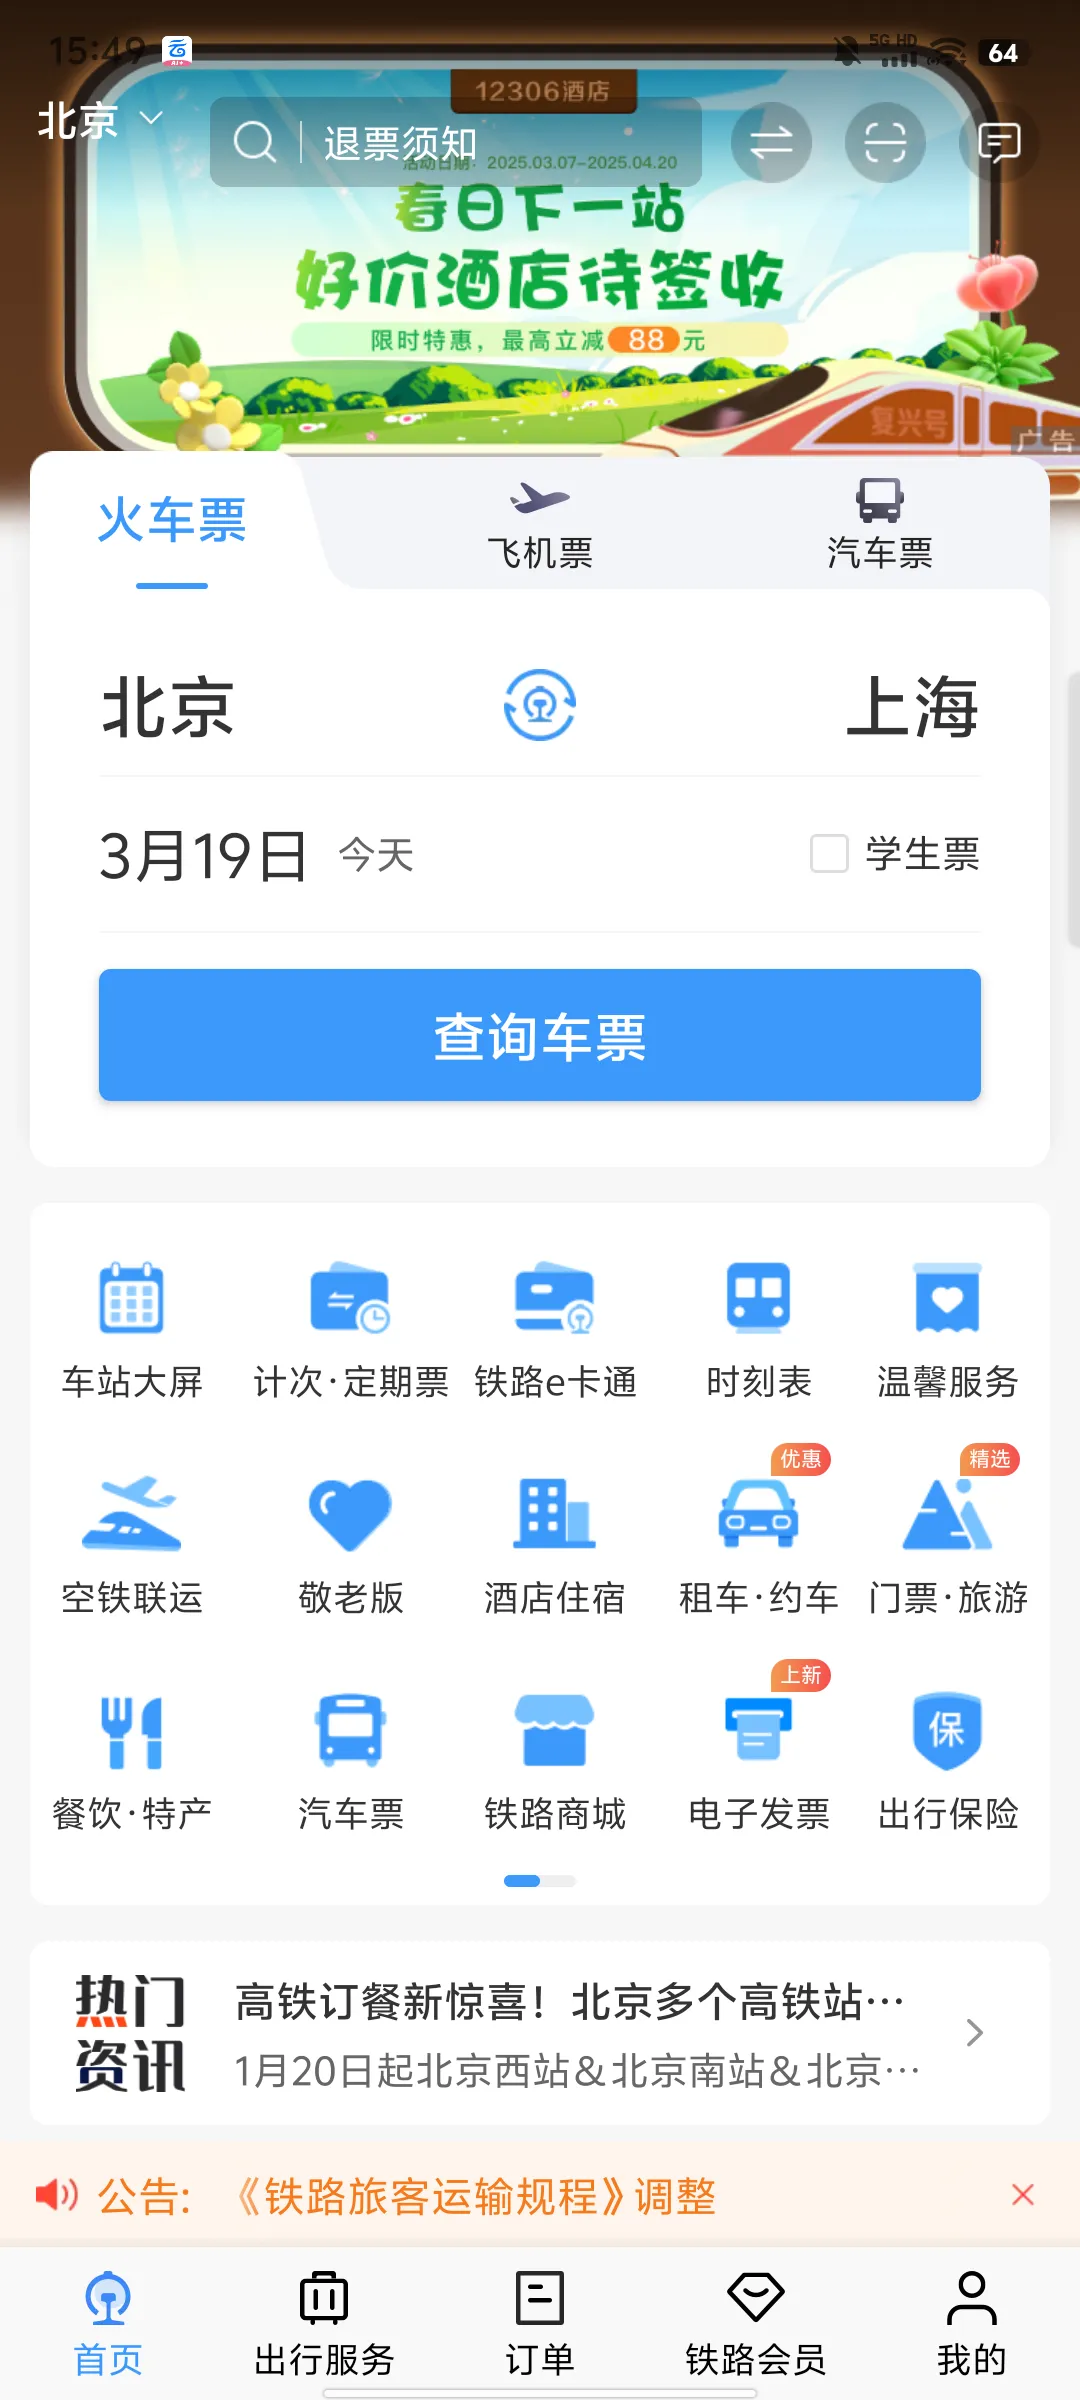 15:49
5G HD
64
12306酒店
北京
退票须知
活动日期：2025.03.07-2025.04.20
春日下一站
好价酒店待签收
限时特惠，最高立减88元
复兴号
广告
火车票
飞机票
汽车票
北京
上海
3月19日 今天
学生票
查询车票
车站大屏
计次·定期票
铁路e卡通
时刻表
温馨服务
优惠
精选
空铁联运
敬老版
酒店住宿
租车·约车
门票·旅游
上新
保
餐饮·特产
汽车票
铁路商城
电子发票
出行保险
热门
资讯
高铁订餐新惊喜！北京多个高铁站…
1月20日起北京西站&北京南站&北京…
公告：《铁路旅客运输规程》调整
首页
出行服务
订单
铁路会员
我的